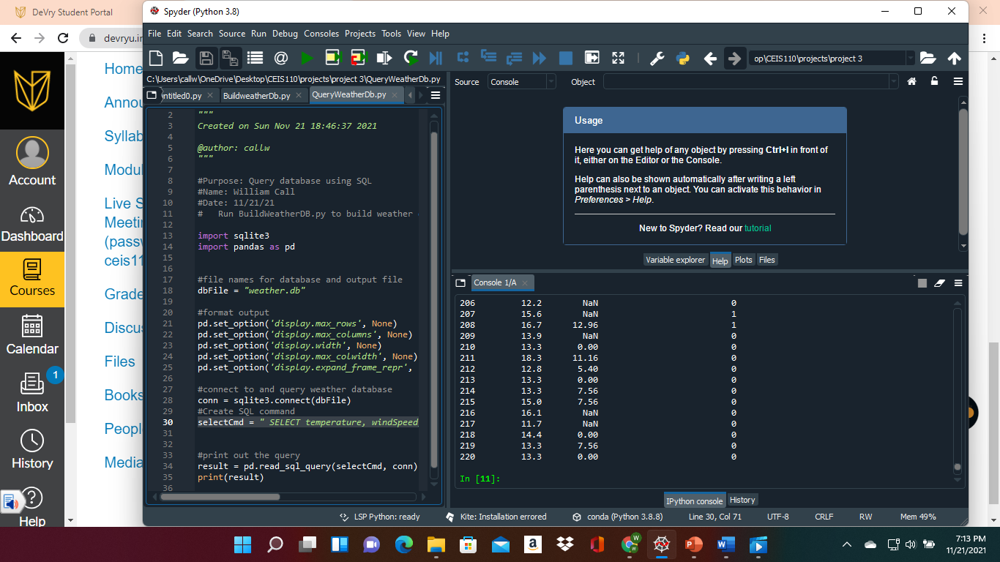 DeVry Student Portal
Spyder (Python 3.8)
devryu.in
File Edit Search Source Run Debug Consoles Projects Tools View Help
op\CEIS110\projects\project 3
C:\Users\callw\OneDrive\Desktop\CEIS110\projects\project 3\QueryWeatherDb.py
ntitled0.py BuildweatherDb.py QueryWeatherDb.py
2 """
3 Created on Sun Nov 21 18:46:37 2021
4
5 @author: callw
6 """
7
8 #Purpose: Query database using SQL
9 #Name: William Call
10 #Date: 11/21/21
11 #   Run BuildWeatherDB.py to build weather
12
13 import sqlite3
14 import pandas as pd
15
16
17 #file names for database and output file
18 dbFile = "weather.db"
19
20 #format output
21 pd.set_option('display.max_rows', None)
22 pd.set_option('display.max_columns', None)
23 pd.set_option('display.width', None)
24 pd.set_option('display.max_colwidth', None)
25 pd.set_option('display.expand_frame_repr',
26
27 #connect to and query weather database
28 conn = sqlite3.connect(dbFile)
29 #Create SQL command
30 selectCmd = " SELECT temperature, windSpeed
31
32
33 #print out the query
34 result = pd.read_sql_query(selectCmd, conn)
35 print(result)
36
Source Console Object
Usage
Here you can get help of any object by pressing Ctrl+I in front of
it, either on the Editor or the Console.
Help can also be shown automatically after writing a left
parenthesis next to an object. You can activate this behavior in
Preferences > Help.
New to Spyder? Read our tutorial
Variable explorer Help Plots Files
Console 1/A
206 12.2 NaN 0
207 15.6 NaN 1
208 16.7 12.96 1
209 13.9 NaN 0
210 13.3 0.00 0
211 18.3 11.16 0
212 12.8 5.40 0
213 13.3 0.00 0
214 13.3 7.56 0
215 15.0 7.56 0
216 16.1 NaN 0
217 11.7 NaN 0
218 14.4 0.00 0
219 13.3 7.56 0
220 13.3 0.00 0
In [11]:
IPython console History
LSP Python: ready Kite: Installation errored conda (Python 3.8.8) Line 30, Col 71 UTF-8 CRLF RW Mem 49%
Account
Dashboard
Courses
Calendar
1
Inbox
History
Help
Home
Annou
Syllab
Modul
Live S
Meetin
(passw
ceis11
Grade
Discus
Files
Books
Peopl
Media
7:13 PM
11/21/2021